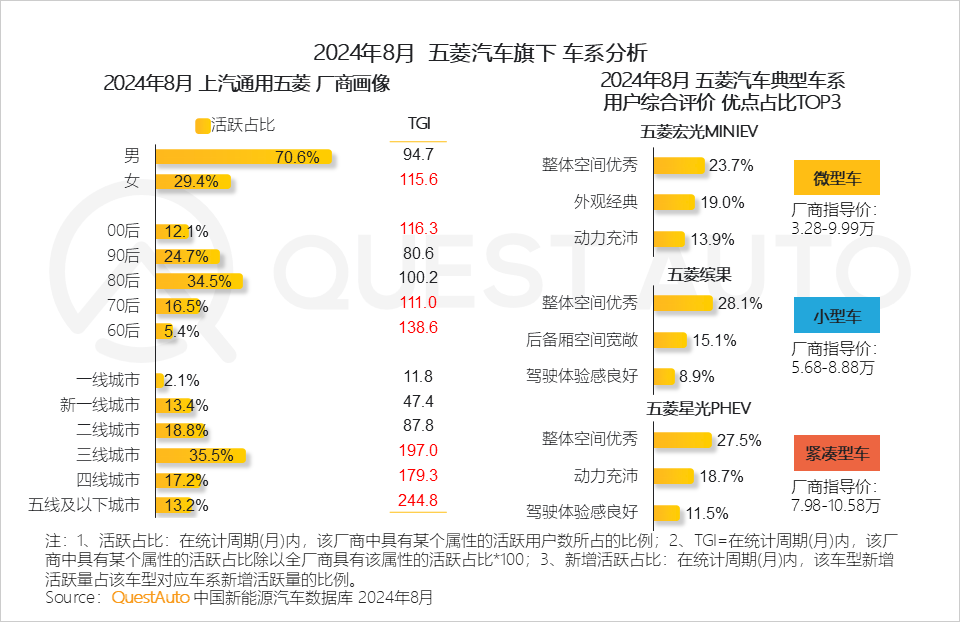 2024年8月 五菱汽车旗下 车系分析
2024年8月 上汽通用五菱 厂商画像
活跃占比 TGI
男 70.6% 94.7
女 29.4% 115.6
00后 12.1% 116.3
90后 24.7% 80.6
80后 34.5% 100.2
70后 16.5% 111.0
60后 5.4% 138.6
一线城市 2.1% 11.8
新一线城市 13.4% 47.4
二线城市 18.8% 87.8
三线城市 35.5% 197.0
四线城市 17.2% 179.3
五线及以下城市 13.2% 244.8
2024年8月 五菱汽车典型车系
用户综合评价 优点占比TOP3
五菱宏光MINIEV
整体空间优秀 23.7%
外观经典 19.0%
动力充沛 13.9%
微型车
厂商指导价：
3.28-9.99万
五菱缤果
整体空间优秀 28.1%
后备厢空间宽敞 15.1%
驾驶体验感良好 8.9%
小型车
厂商指导价：
5.68-8.88万
五菱星光PHEV
整体空间优秀 27.5%
动力充沛 18.7%
驾驶体验感良好 11.5%
紧凑型车
厂商指导价：
7.98-10.58万
QUEST AUTO
注：1、活跃占比：在统计周期(月)内，该厂商中具有某个属性的活跃用户数所占的比例；2、TGI=在统计周期(月)内，该厂
商中具有某个属性的活跃占比除以全厂商具有该属性的活跃占比*100；3、新增活跃占比：在统计周期(月)内，该车型新增
活跃量占该车型对应车系新增活跃量的比例。
Source：QuestAuto 中国新能源汽车数据库 2024年8月